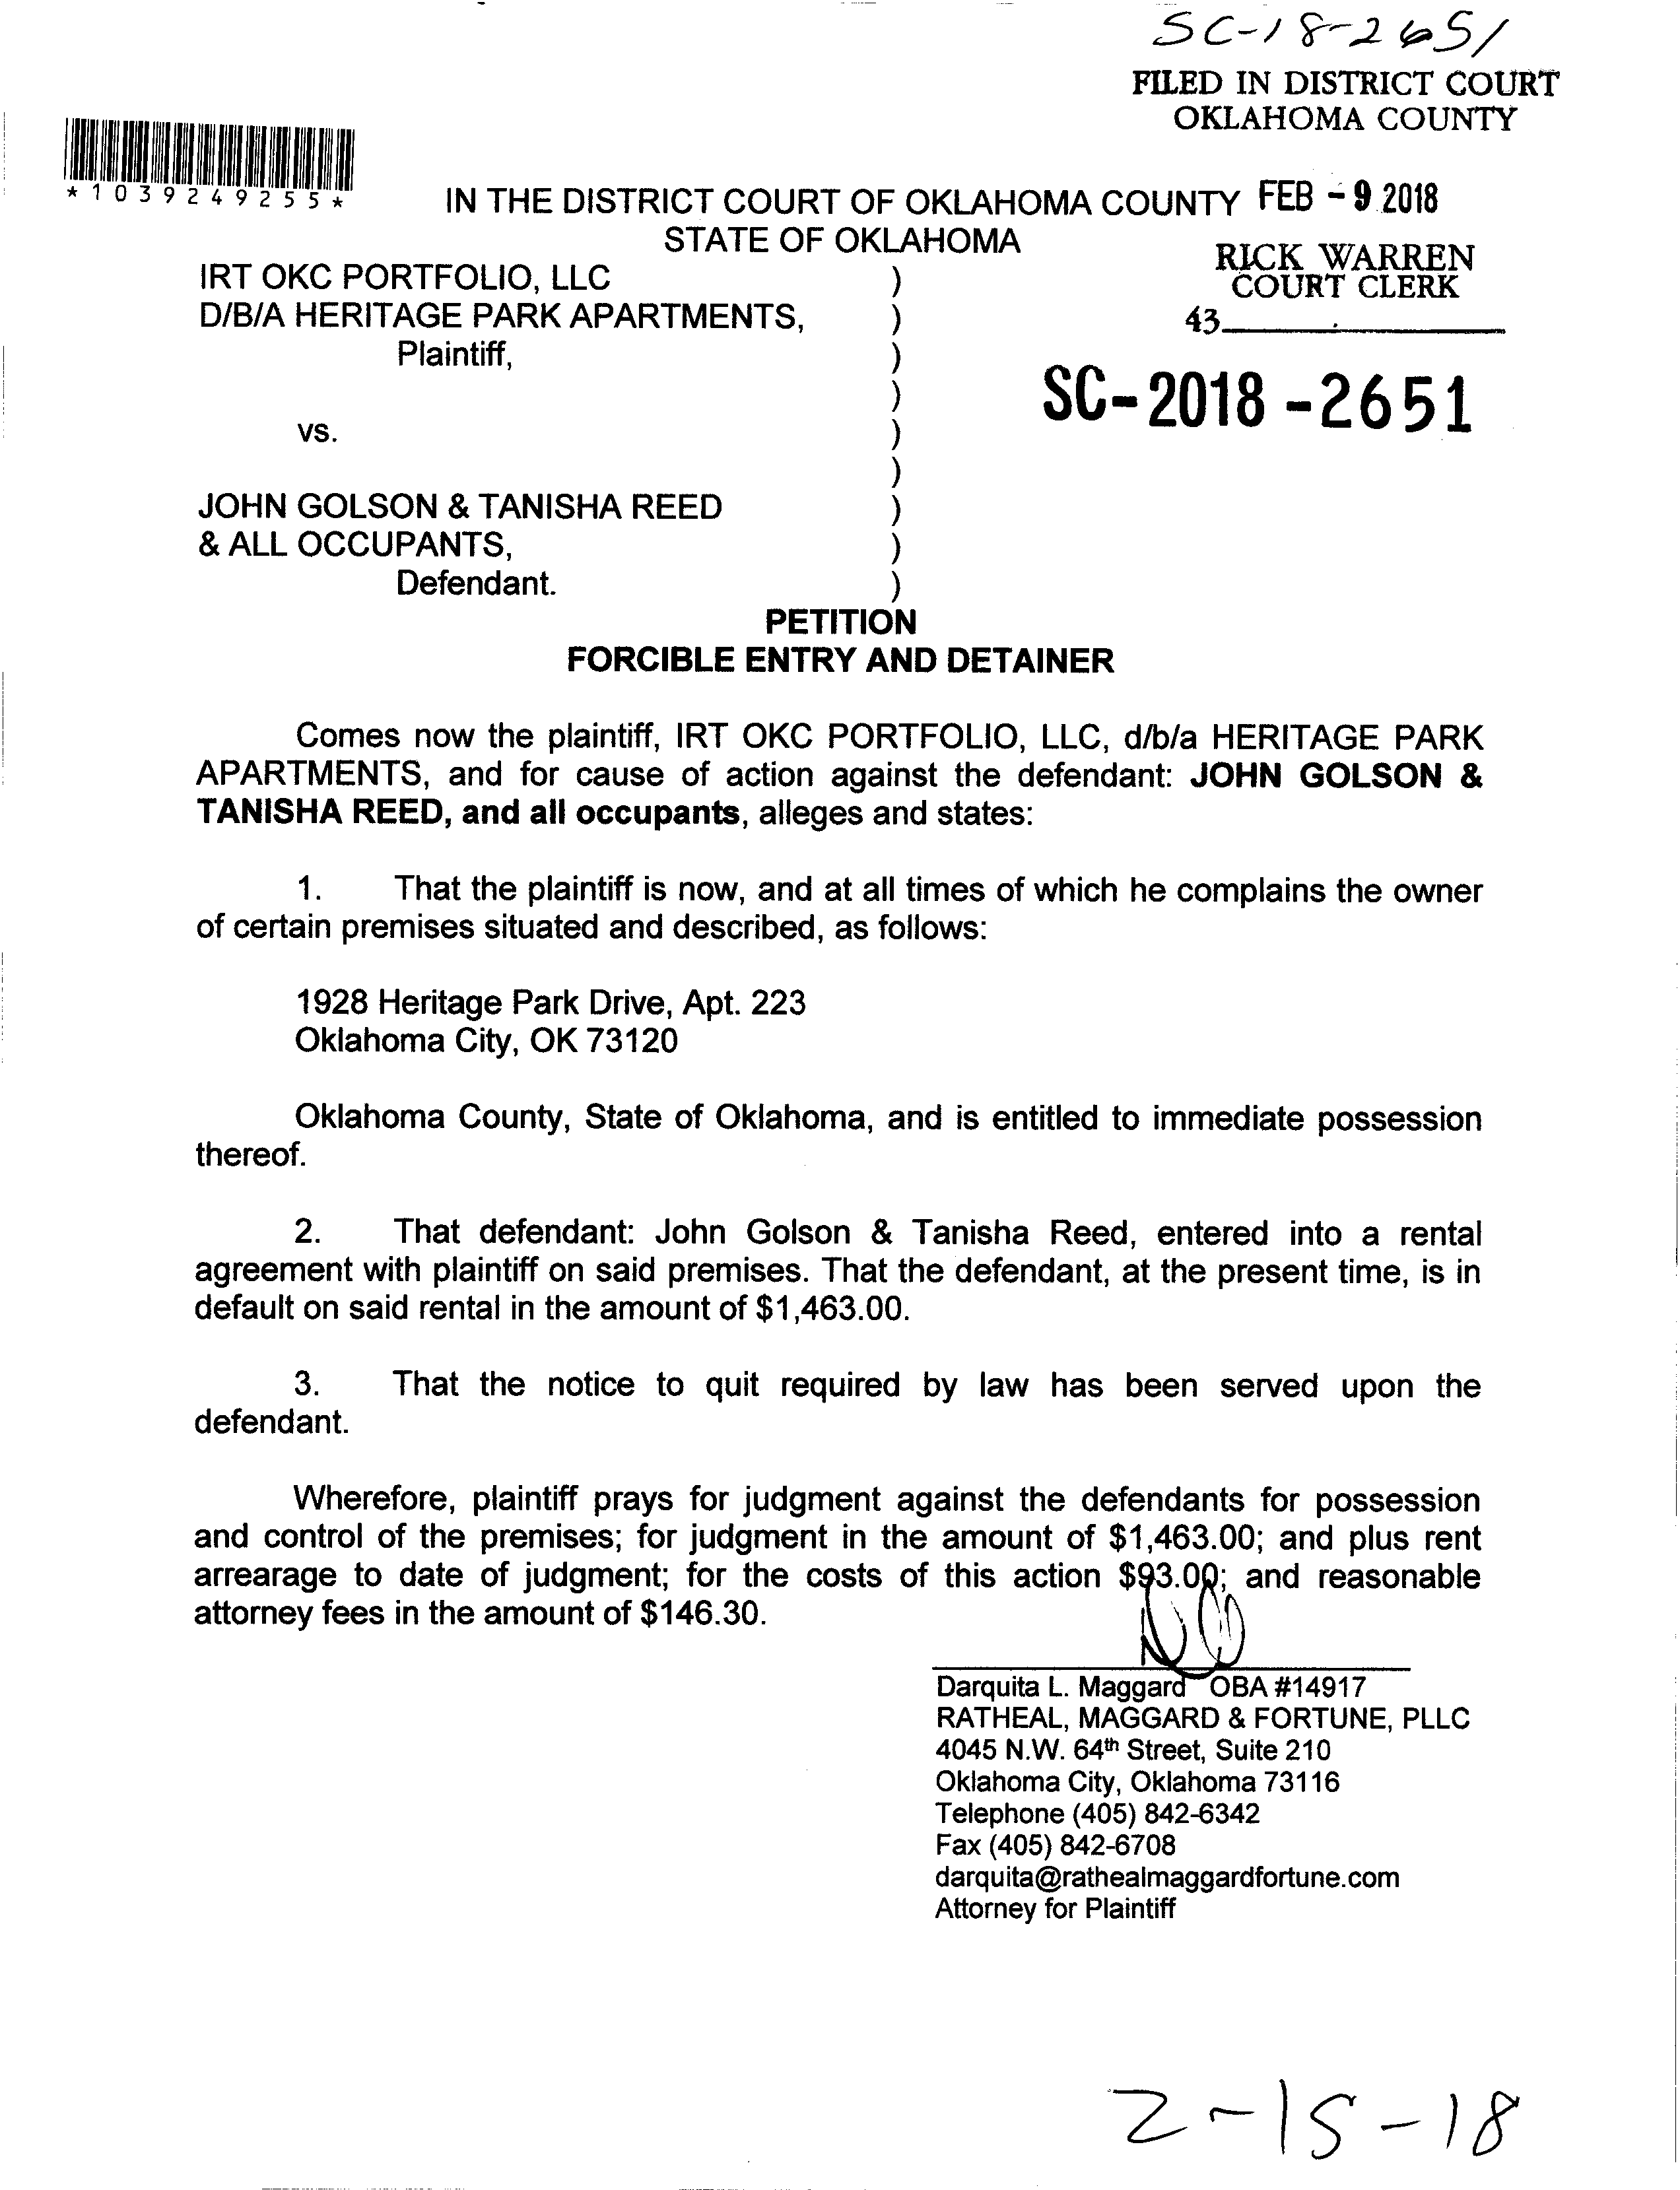 SC-18-2651
FILED IN DISTRICT COURT
OKLAHOMA COUNTY
*1039249255*
IN THE DISTRICT COURT OF OKLAHOMA COUNTY FEB - 9 2018
STATE OF OKLAHOMA
RICK WARREN
COURT CLERK
43
IRT OKC PORTFOLIO, LLC )
D/B/A HERITAGE PARK APARTMENTS, )
Plaintiff, )
)
SC-2018-2651
vs. )
)
JOHN GOLSON & TANISHA REED )
& ALL OCCUPANTS, )
Defendant. )
PETITION
FORCIBLE ENTRY AND DETAINER
Comes now the plaintiff, IRT OKC PORTFOLIO, LLC, d/b/a HERITAGE PARK
APARTMENTS, and for cause of action against the defendant: JOHN GOLSON &
TANISHA REED, and all occupants, alleges and states:
1. That the plaintiff is now, and at all times of which he complains the owner
of certain premises situated and described, as follows:
1928 Heritage Park Drive, Apt. 223
Oklahoma City, OK 73120
Oklahoma County, State of Oklahoma, and is entitled to immediate possession
thereof.
2. That defendant: John Golson & Tanisha Reed, entered into a rental
agreement with plaintiff on said premises. That the defendant, at the present time, is in
default on said rental in the amount of $1,463.00.
3. That the notice to quit required by law has been served upon the
defendant.
Wherefore, plaintiff prays for judgment against the defendants for possession
and control of the premises; for judgment in the amount of $1,463.00; and plus rent
arrearage to date of judgment; for the costs of this action $93.00; and reasonable
attorney fees in the amount of $146.30.
Darquita L. Maggard OBA #14917
RATHEAL, MAGGARD & FORTUNE, PLLC
4045 N.W. 64th Street, Suite 210
Oklahoma City, Oklahoma 73116
Telephone (405) 842-6342
Fax (405) 842-6708
darquita@rathealmaggardfortune.com
Attorney for Plaintiff
2-15-18